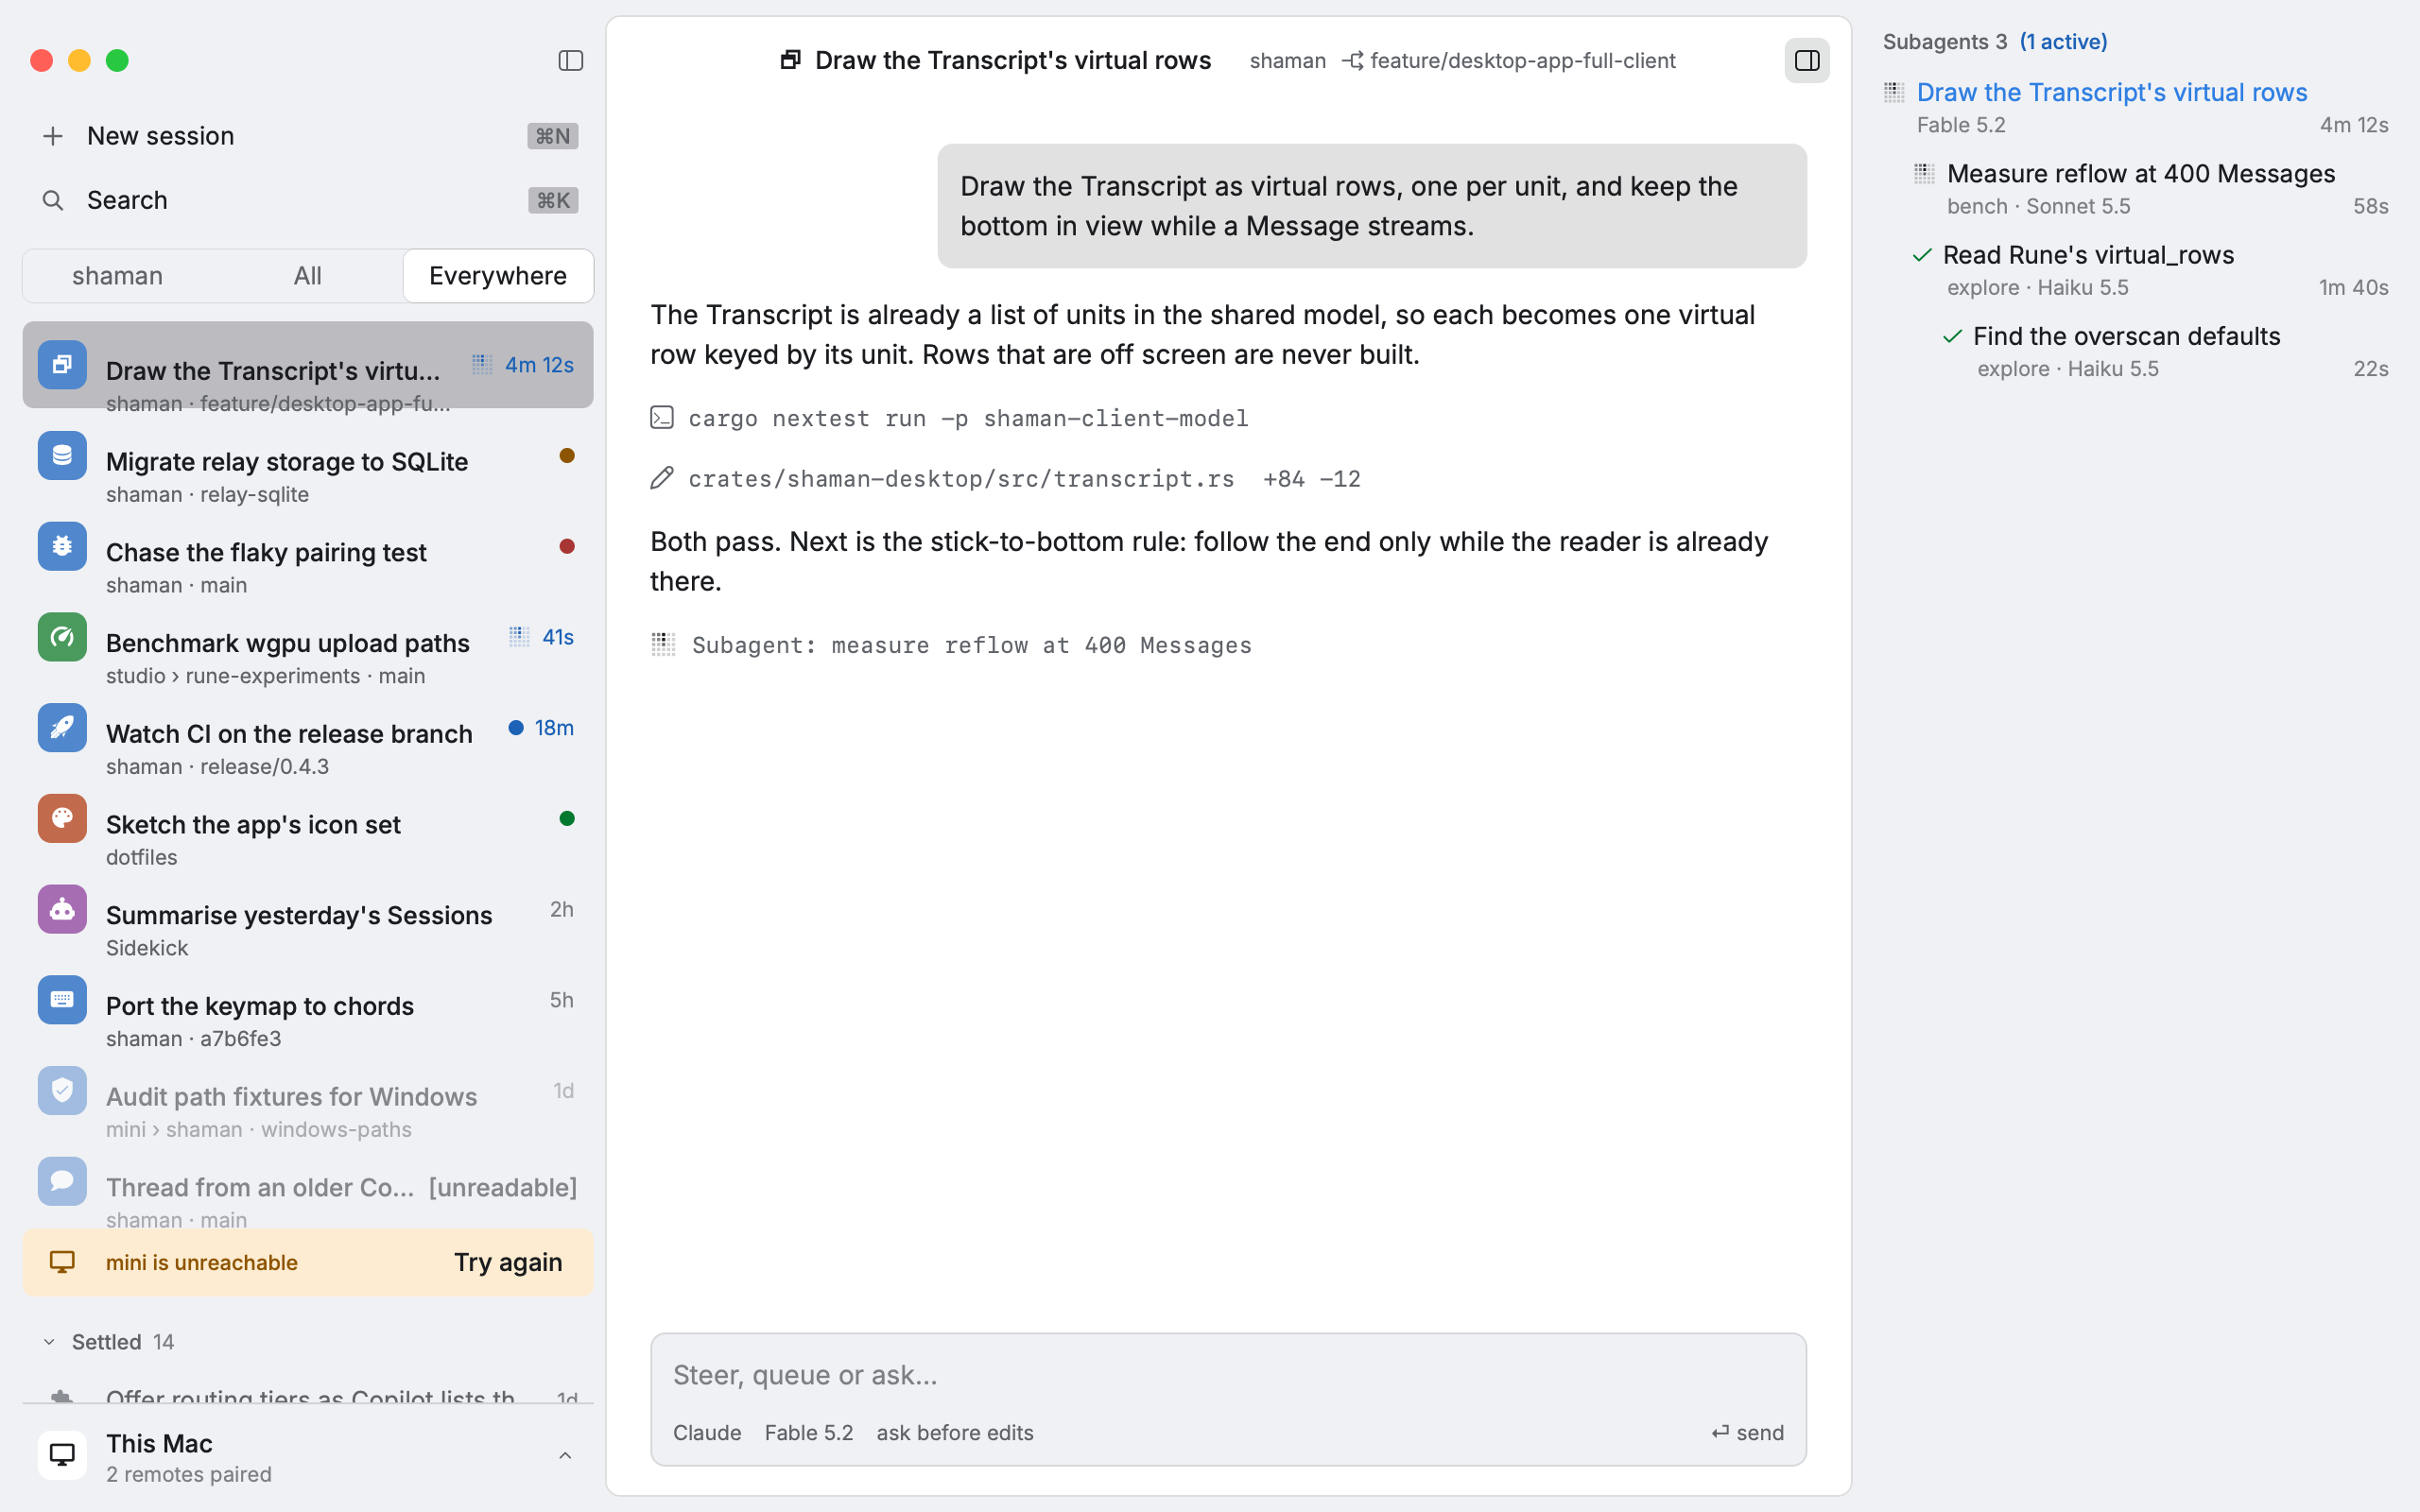 New session ⌘N
Search ⌘K
shaman All Everywhere
Draw the Transcript's virtu... 4m 12s
shaman · feature/desktop-app-fu...
Migrate relay storage to SQLite
shaman · relay-sqlite
Chase the flaky pairing test
shaman · main
Benchmark wgpu upload paths 41s
studio › rune-experiments · main
Watch CI on the release branch 18m
shaman · release/0.4.3
Sketch the app's icon set
dotfiles
Summarise yesterday's Sessions 2h
Sidekick
Port the keymap to chords 5h
shaman · a7b6fe3
Audit path fixtures for Windows 1d
mini › shaman · windows-paths
Thread from an older Co... [unreadable]
shaman · main
mini is unreachable Try again
Settled 14
Offer routing tiers as Copilot lists th 1d
This Mac
2 remotes paired
Draw the Transcript's virtual rows shaman feature/desktop-app-full-client
Draw the Transcript as virtual rows, one per unit, and keep the
bottom in view while a Message streams.
The Transcript is already a list of units in the shared model, so each becomes one virtual
row keyed by its unit. Rows that are off screen are never built.
cargo nextest run -p shaman-client-model
crates/shaman-desktop/src/transcript.rs +84 -12
Both pass. Next is the stick-to-bottom rule: follow the end only while the reader is already
there.
Subagent: measure reflow at 400 Messages
Steer, queue or ask...
Claude Fable 5.2 ask before edits ⏎ send
Subagents 3 (1 active)
Draw the Transcript's virtual rows
Fable 5.2 4m 12s
Measure reflow at 400 Messages
bench · Sonnet 5.5 58s
Read Rune's virtual_rows
explore · Haiku 5.5 1m 40s
Find the overscan defaults
explore · Haiku 5.5 22s